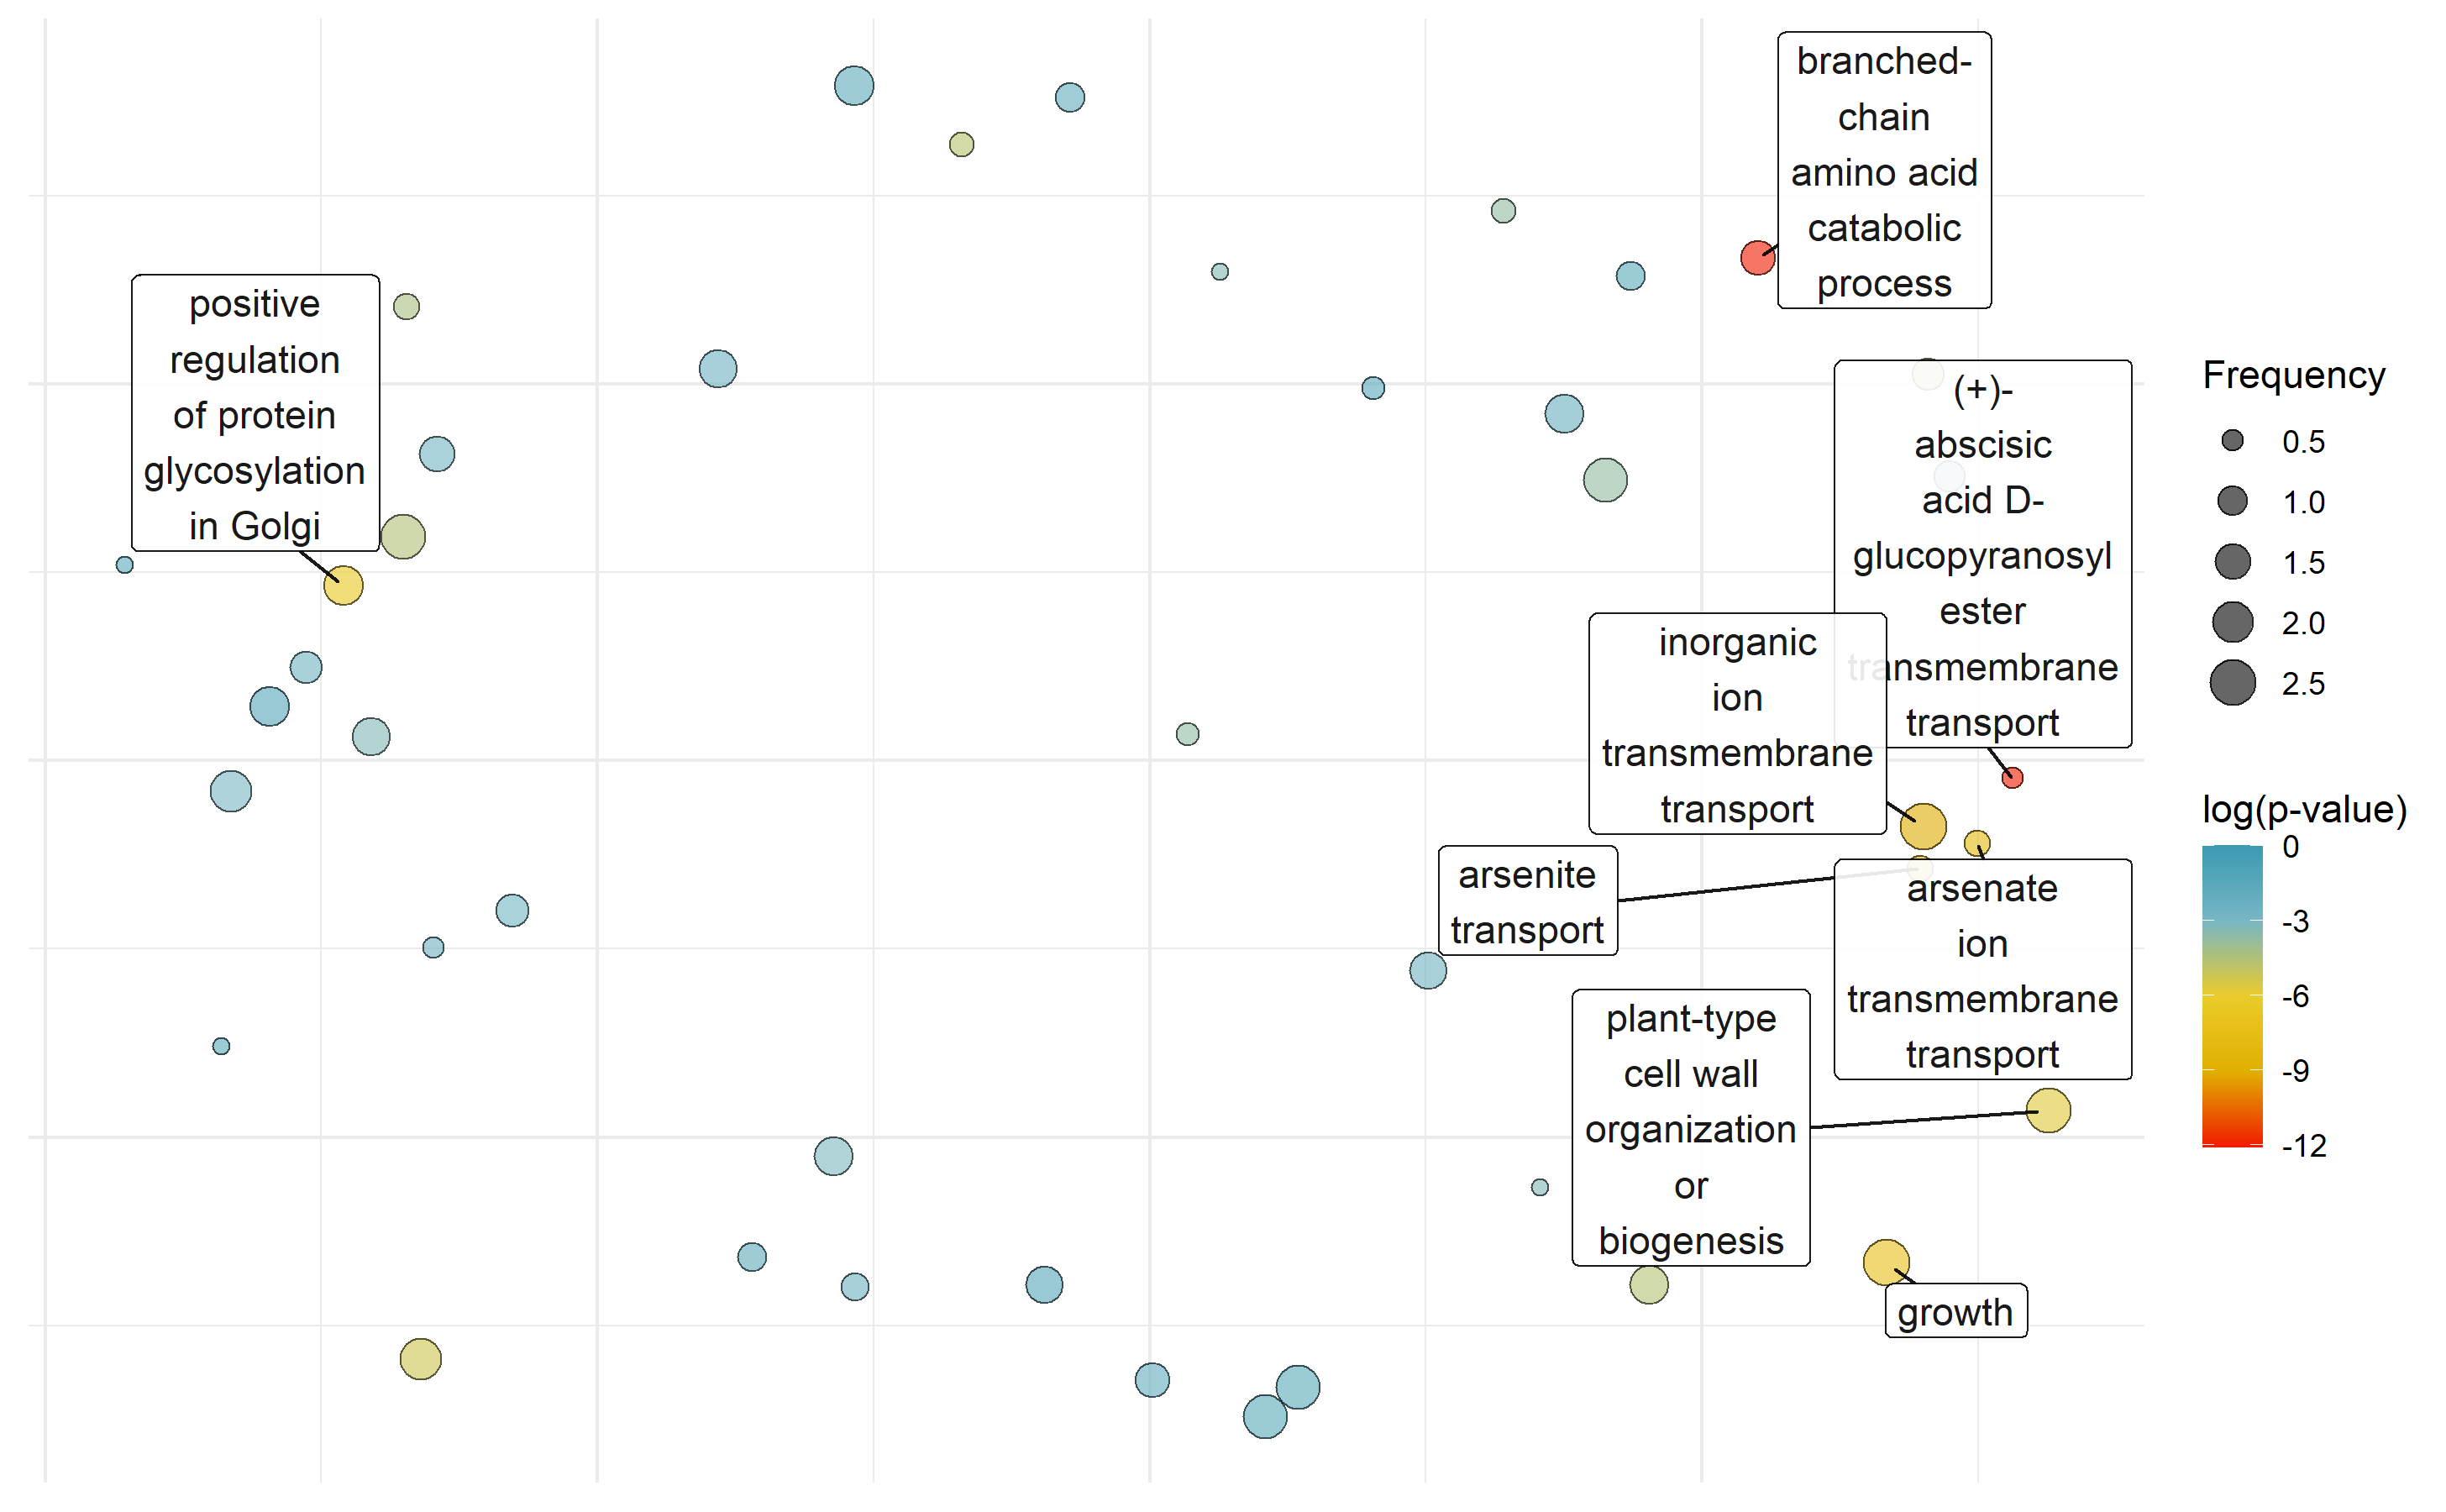 branched-
chain
amino acid
catabolic
process
positive
regulation
of protein
glycosylation
in Golgi
(+)-
abscisic
acid D-
glucopyranosyl
ester
transmembrane
transport
inorganic
ion
transmembrane
transport
arsenite
transport
arsenate
ion
transmembrane
transport
plant-type
cell wall
organization
or
biogenesis
growth
Frequency
0.5
1.0
1.5
2.0
2.5
log(p-value)
0
-3
-6
-9
-12